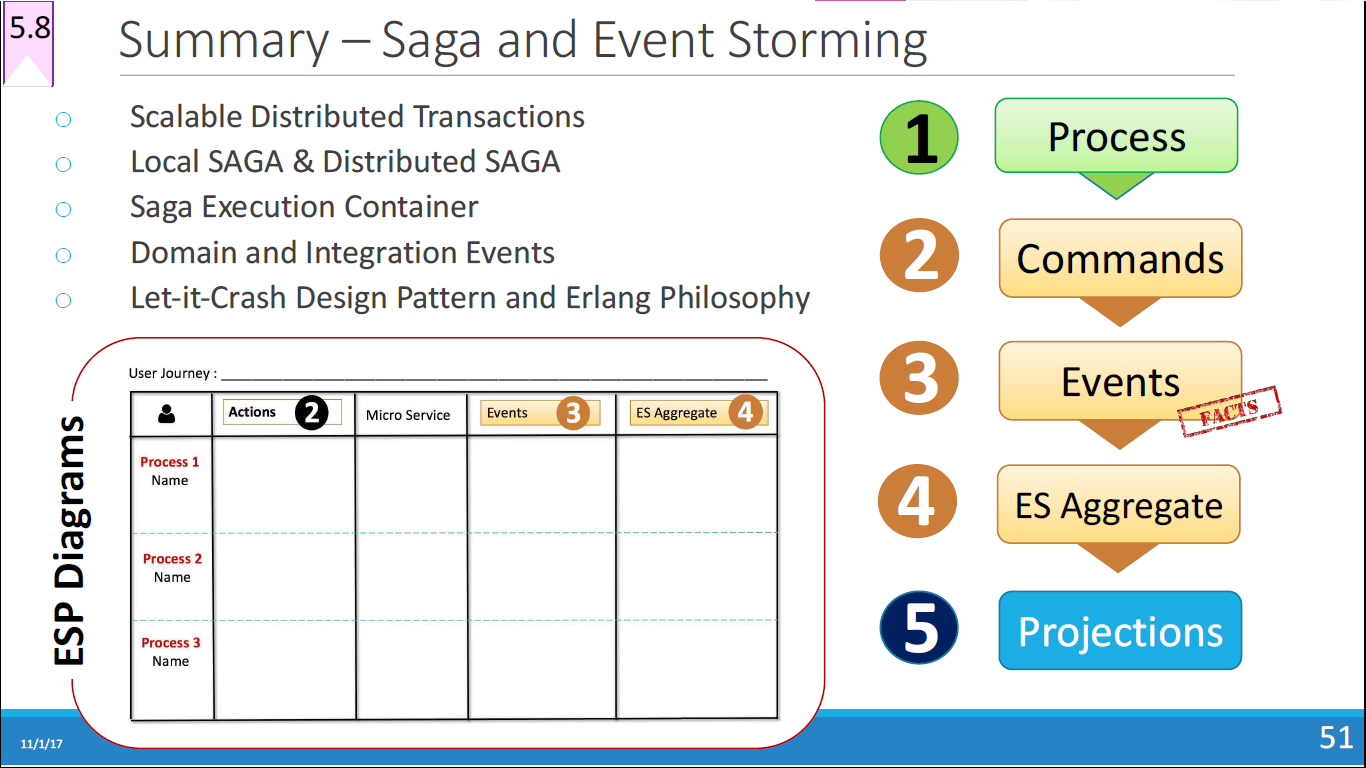 5.8
Summary – Saga and Event Storming
Scalable Distributed Transactions
Local SAGA & Distributed SAGA
Saga Execution Container
Domain and Integration Events
Let-it-Crash Design Pattern and Erlang Philosophy
1 Process
2 Commands
3 Events
FACTS
4 ES Aggregate
5 Projections
ESP Diagrams
User Journey :
Actions 2 Micro Service Events 3 ES Aggregate 4
Process 1
Name
Process 2
Name
Process 3
Name
11/1/17
51